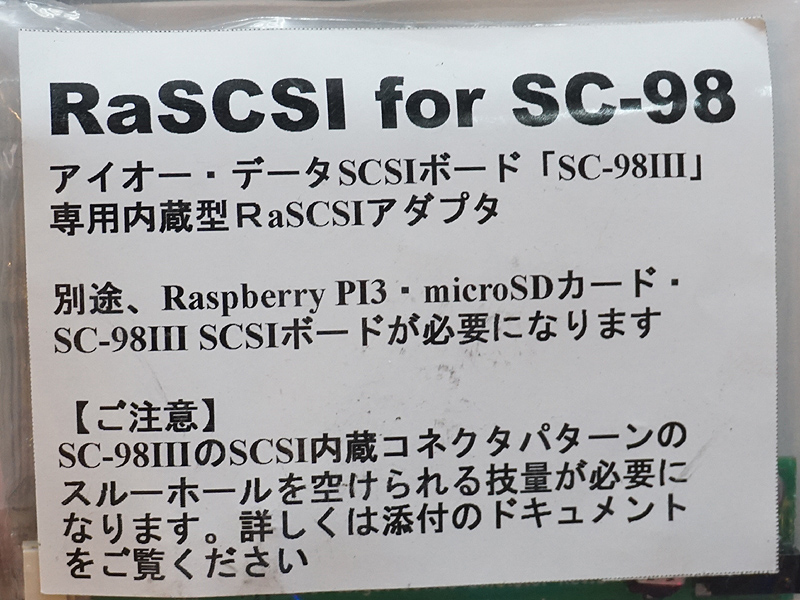 RaSCSI for SC-98
アイオー・データSCSIボード「SC-98III」
専用内蔵型ＲaSCSIアダプタ
別途、Raspberry PI3・microSDカード・
SC-98III SCSIボードが必要になります
【ご注意】
SC-98IIIのSCSI内蔵コネクタパターンの
スルーホールを空けられる技量が必要に
なります。詳しくは添付のドキュメント
をご覧ください